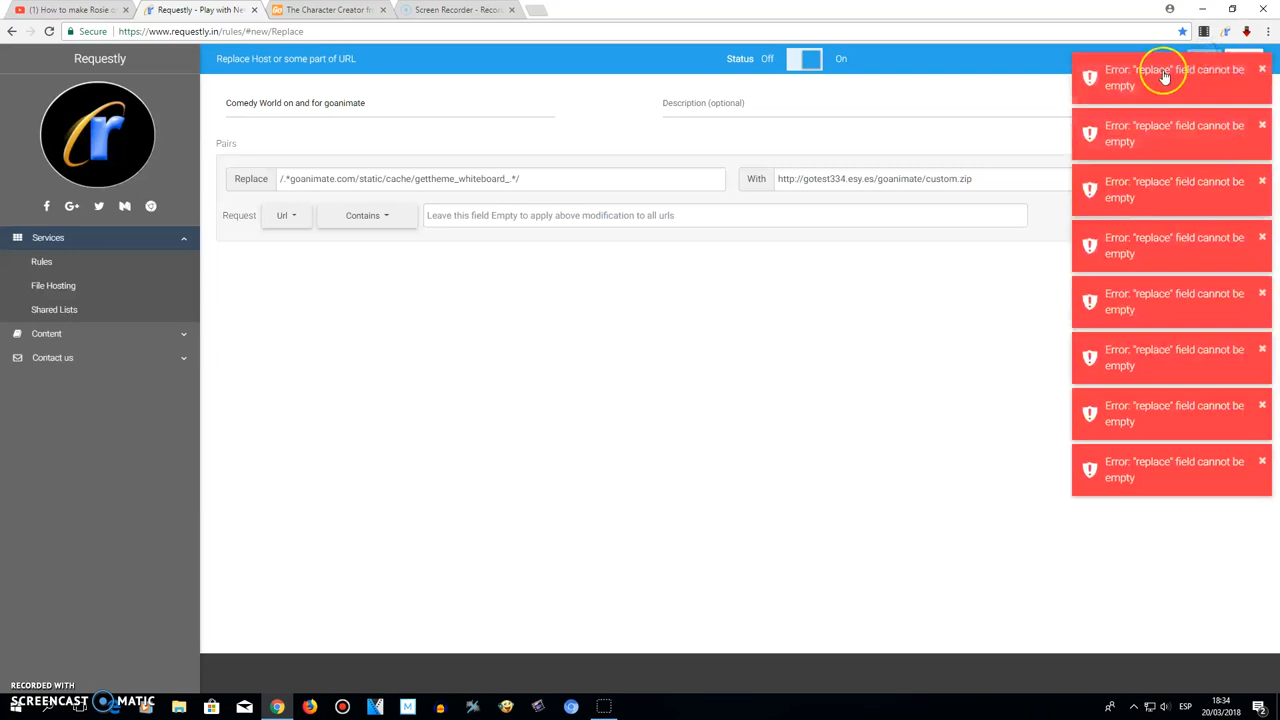 (1) How to make Rosie o
Requestly - Play with Ne
The Character Creator fr
Screen Recorder - Recor
Secure
https://www.requestly.in/rules/#new/Replace
Requestly
Replace Host or some part of URL
Status Off On
Error: "replace" field cannot be
empty
Comedy World on and for goanimate
Description (optional)
Error: "replace" field cannot be
empty
Pairs
Replace /.*goanimate.com/static/cache/gettheme_whiteboard_.*/ With http://gotest334.esy.es/goanimate/custom.zip
Error: "replace" field cannot be
empty
Request Url Contains Leave this field Empty to apply above modification to all urls
Services
Error: "replace" field cannot be
empty
Rules
File Hosting
Error: "replace" field cannot be
empty
Shared Lists
Content
Error: "replace" field cannot be
empty
Contact us
Error: "replace" field cannot be
empty
Error: "replace" field cannot be
empty
RECORDED WITH
SCREENCAST MATIC
ESP
18:34
20/03/2018
2